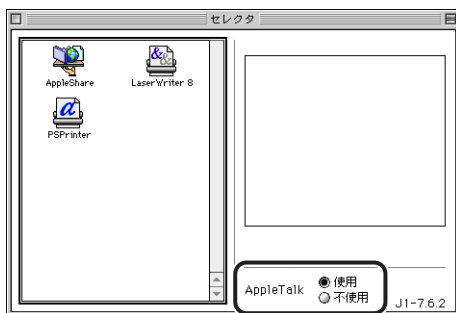 セレクタ
AppleShare
LaserWriter 8
PSPrinter
AppleTalk
使用
不使用
J1-7.6.2